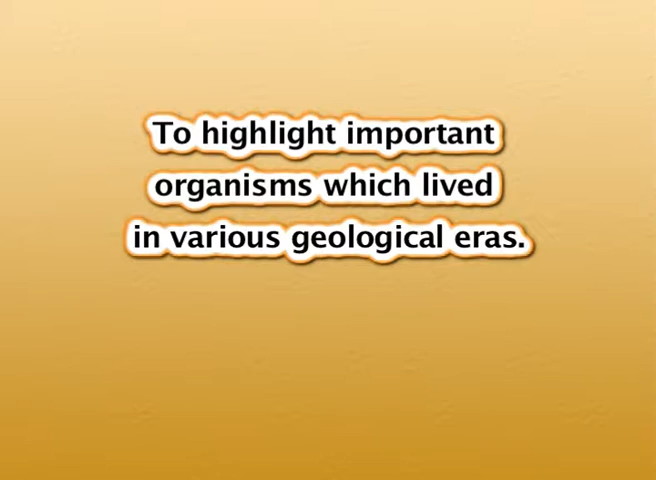 To highlight important
organisms which lived
in various geological eras.